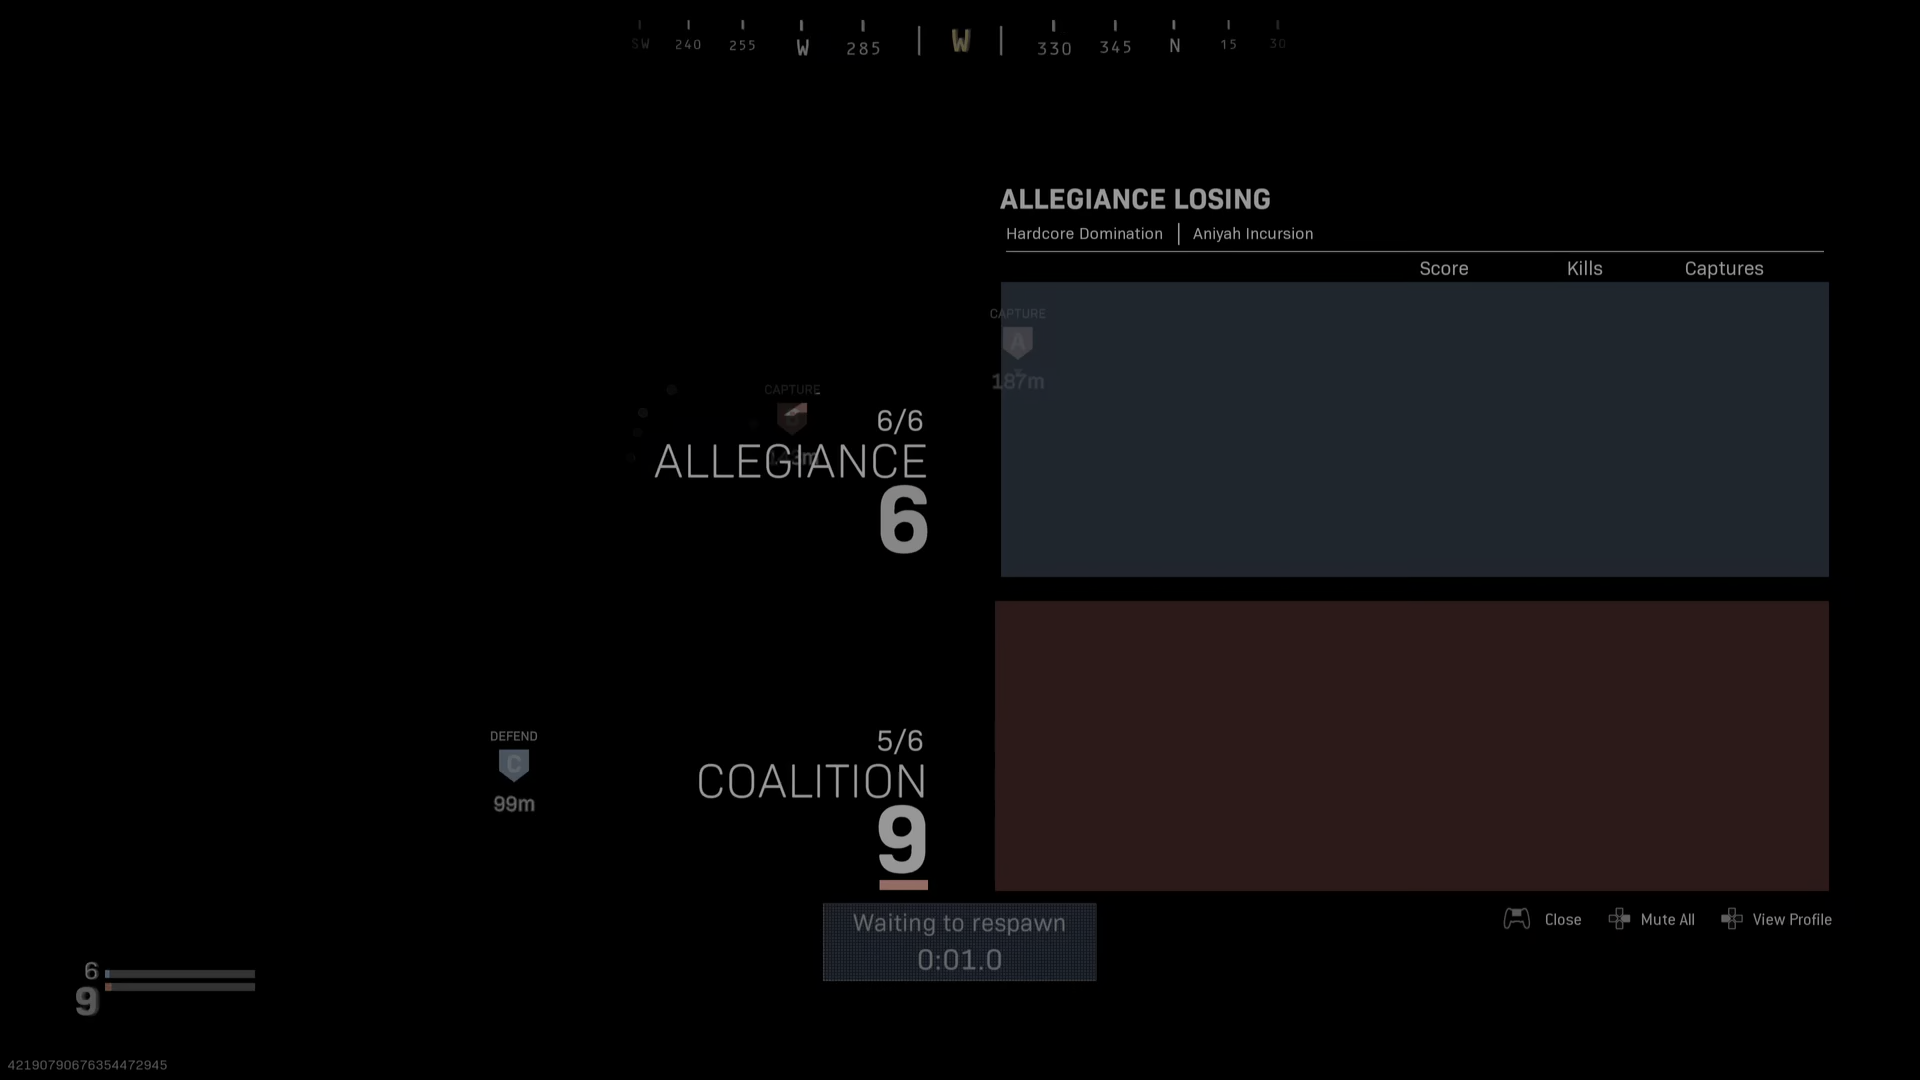 SW 240 255 W 285 W 330 345 N 15 30
ALLEGIANCE LOSING
Hardcore Domination | Aniyah Incursion
Score Kills Captures
CAPTURE
A
187m
CAPTURE
6/6
ALLEGIANCE
6
DEFEND
C
99m
5/6
COALITION
9
Waiting to respawn
0:01.0
Close Mute All View Profile
6
9
42190790676354472945